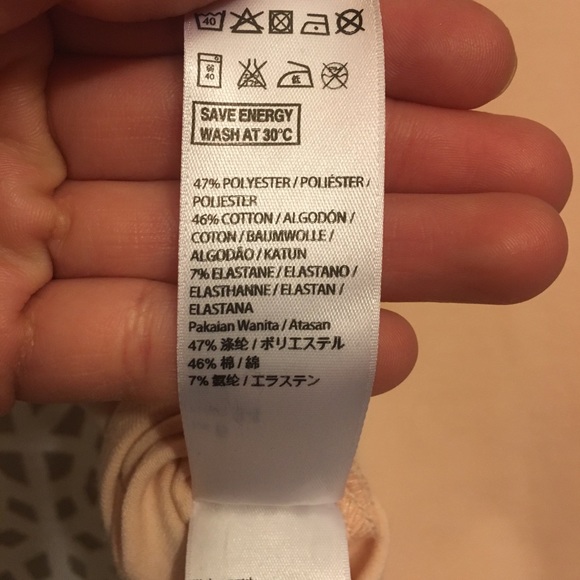 40
40
SAVE ENERGY
WASH AT 30°C
47% POLYESTER / POLIÉSTER /
POLIESTER
46% COTTON / ALGODÓN /
COTON / BAUMWOLLE /
ALGODÃO / KATUN
7% ELASTANE / ELASTANO /
ELASTHANNE / ELASTAN /
ELASTANA
Pakaian Wanita / Atasan
47% 涤纶 / ポリエステル
46% 棉 / 綿
7% 氨纶 / エラステン